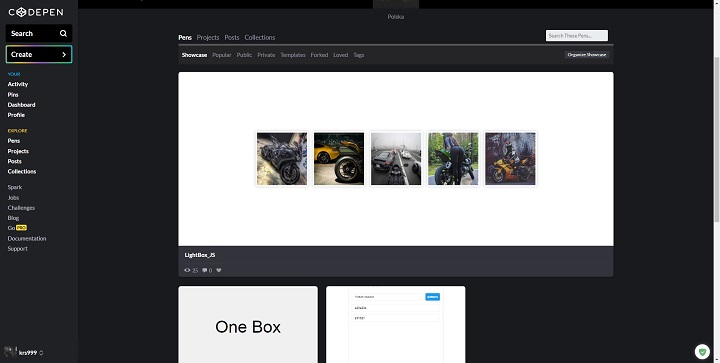 CODEPEN
Search
Create
YOUR
Activity
Pins
Dashboard
Profile
EXPLORE
Pens
Projects
Posts
Collections
Spark
Jobs
Challenges
Blog
Go PRO
Documentation
Support
krs999
Polska
Pens Projects Posts Collections
Search These Pens...
Showcase Popular Public Private Templates Forked Loved Tags
Organize Showcase
LightBox_JS
25 0
One Box